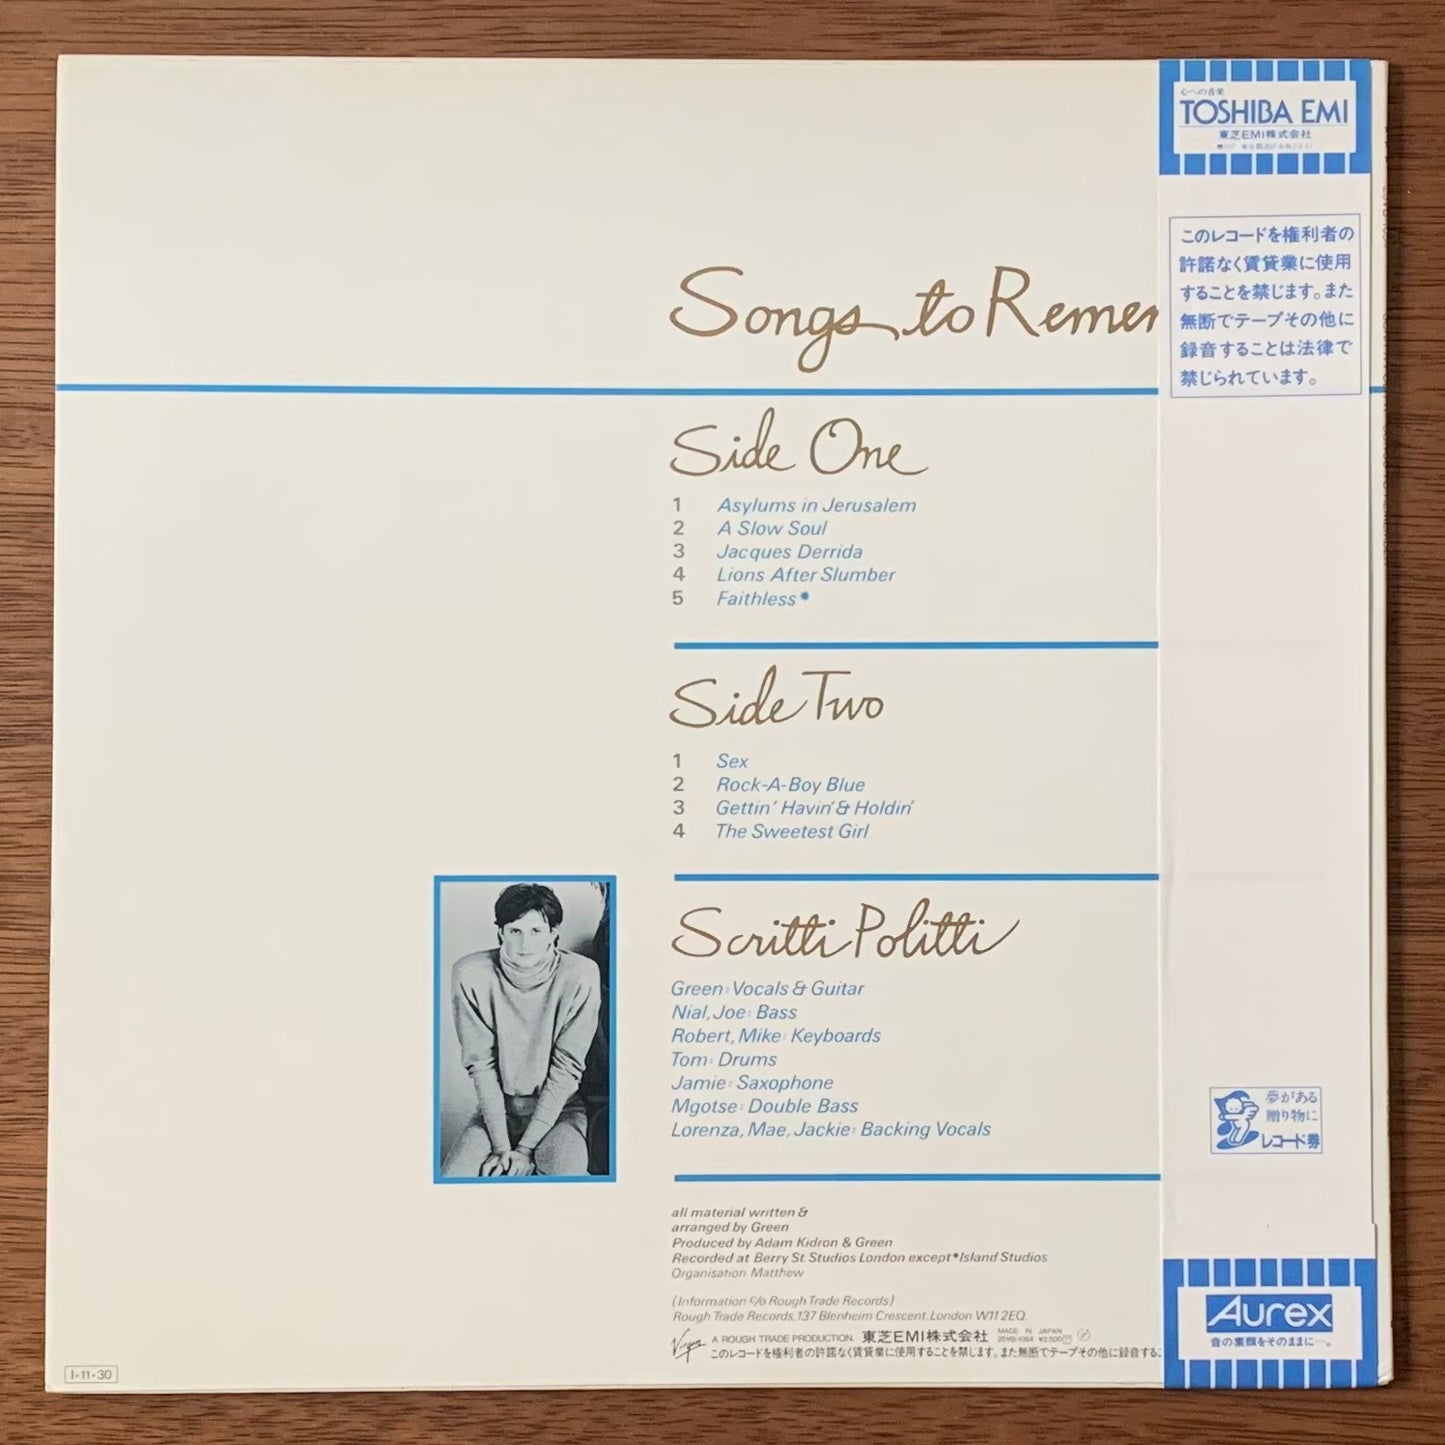 心への音楽
TOSHIBA EMI
東芝EMI株式会社
このレコードを権利者の
許諾なく賃貸業に使用
することを禁じます。また
無断でテープその他に
録音することは法律で
禁じられています。
Songs to Remem
Side One
1 Asylums in Jerusalem
2 A Slow Soul
3 Jacques Derrida
4 Lions After Slumber
5 Faithless*
Side Two
1 Sex
2 Rock-A-Boy Blue
3 Gettin' Havin' & Holdin'
4 The Sweetest Girl
Scritti Politti
Green: Vocals & Guitar
Nial, Joe: Bass
Robert, Mike: Keyboards
Tom: Drums
Jamie: Saxophone
Mgotse: Double Bass
Lorenza, Mae, Jackie: Backing Vocals
夢がある
贈り物に
レコード券
all material written &
arranged by Green
Produced by Adam Kidron & Green
Recorded at Berry St. Studios London except *Island Studios
Organisation Matthew
(Information c/o Rough Trade Records)
Rough Trade Records, 137 Blenheim Crescent. London W11 2EQ.
Virgin A ROUGH TRADE PRODUCTION. 東芝EMI株式会社 MADE IN JAPAN
25VB-1054 ¥2,500
このレコードを権利者の許諾なく賃貸業に使用することを禁じます。また無断でテープその他に録音するこ
Aurex
音の素顔をそのままに…。
I-11-30